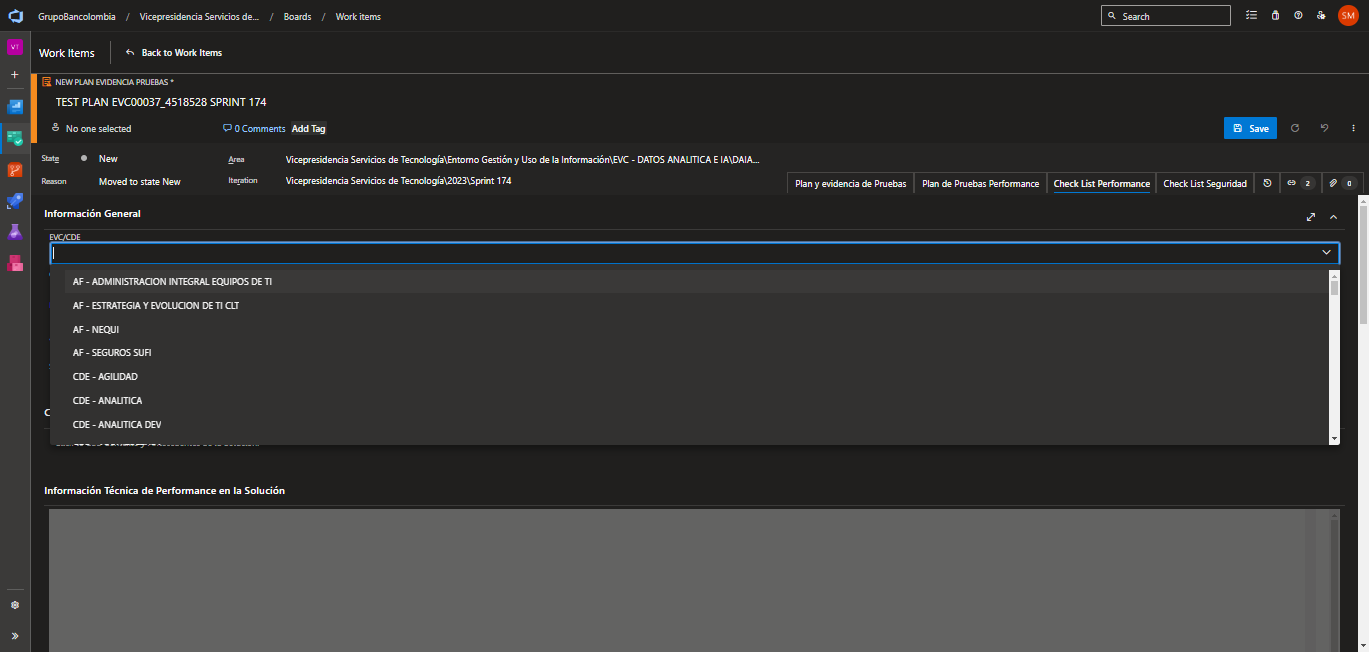 GrupoBancolombia / Vicepresidencia Servicios de... / Boards / Work items
Search
SM
VT
Work Items
Back to Work Items
NEW PLAN EVIDENCIA PRUEBAS *
TEST PLAN EVC00037_4518528 SPRINT 174
No one selected
0 Comments
Add Tag
Save
State
New
Area
Vicepresidencia Servicios de Tecnología\Entorno Gestión y Uso de la Información\EVC - DATOS ANALITICA E IA\DAIA...
Reason
Moved to state New
Iteration
Vicepresidencia Servicios de Tecnología\2023\Sprint 174
Plan y evidencia de Pruebas
Plan de Pruebas Performance
Check List Performance
Check List Seguridad
2
0
Información General
EVC/CDE
AF - ADMINISTRACION INTEGRAL EQUIPOS DE TI
AF - ESTRATEGIA Y EVOLUCION DE TI CLT
AF - NEQUI
AF - SEGUROS SUFI
CDE - AGILIDAD
CDE - ANALITICA
CDE - ANALITICA DEV
Información Técnica de Performance en la Solución